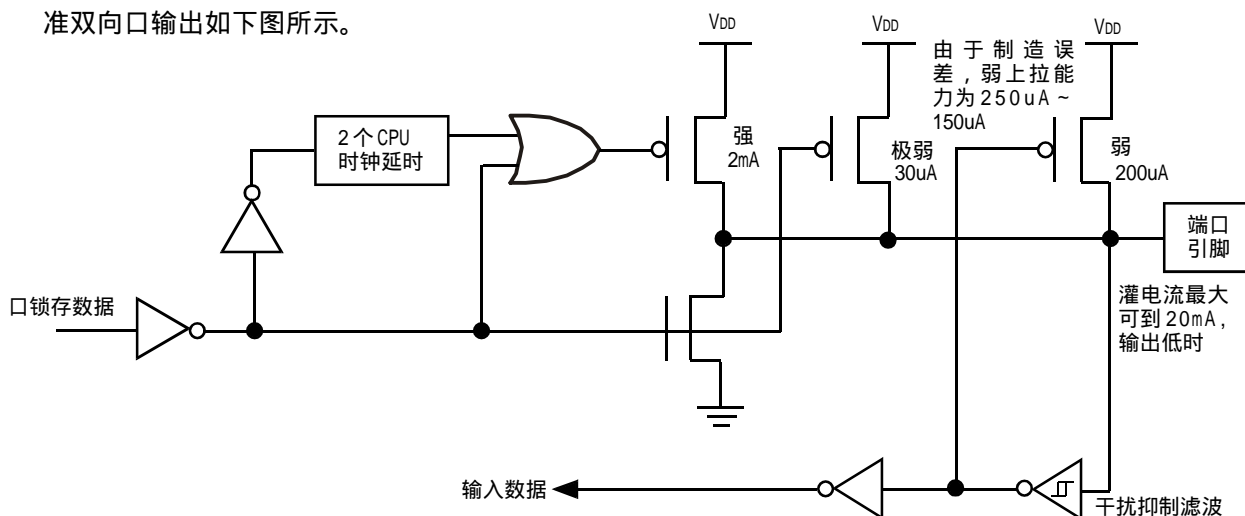 准双向口输出如下图所示。
VDD
VDD
VDD
由于制造误
差，弱上拉能
力为250uA~
150uA
2个CPU
时钟延时
强
2mA
极弱
30uA
弱
200uA
端口
引脚
口锁存数据
灌电流最大
可到20mA,
输出低时
输入数据
干扰抑制滤波